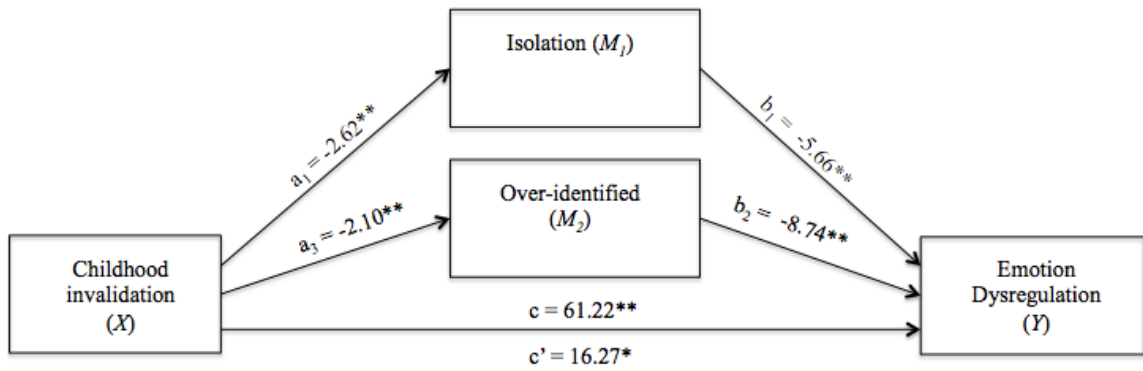 Isolation (M₁)
a₁ = -2.62**
b₁ = -5.66**
Over-identified
(M₂)
a₃ = -2.10**
b₂ = -8.74**
Childhood
invalidation
(X)
Emotion
Dysregulation
(Y)
c = 61.22**
c’ = 16.27*